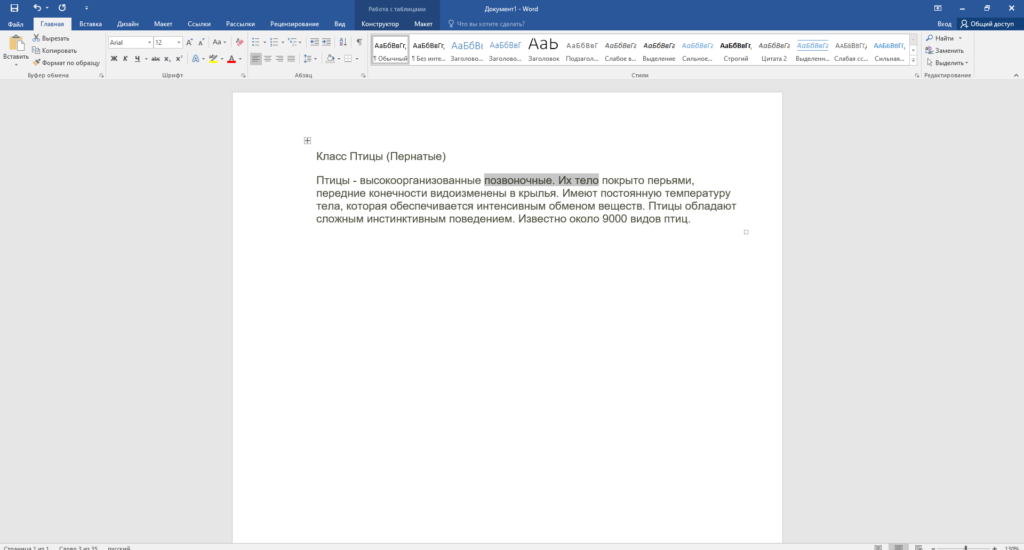 Работа с таблицами
Документ1 - Word
Файл Главная Вставка Дизайн Макет Ссылки Рассылки Рецензирование Вид Конструктор Макет Что вы хотите сделать? Вход Общий доступ
Вставить
Вырезать
Копировать
Формат по образцу
Буфер обмена
Arial 12
Ж К Ч abc x₂ x²
Шрифт
Абзац
АаБбВвГг, АаБбВвГг, АаБбВв АаБбВвГ АаЬ АаБбВвГ АаБбВвГг АаБбВвГг АаБбВвГг АаБбВвГг, АаБбВвГг АаБбВвГг АаБбВвГг, АаБбВвГг,
¶ Обычный ¶ Без инте... Заголово... Заголово... Заголовок Подзагол... Слабое в... Выделение Сильное... Строгий Цитата 2 Выделенн... Слабая сс... Сильная...
Стили
Найти
Заменить
Выделить
Редактирование
Класс Птицы (Пернатые)
Птицы - высокоорганизованные позвоночные. Их тело покрыто перьями,
передние конечности видоизменены в крылья. Имеют постоянную температуру
тела, которая обеспечивается интенсивным обменом веществ. Птицы обладают
сложным инстинктивным поведением. Известно около 9000 видов птиц.
Страница 1 из 1 Слово 3 из 35 русский 130%